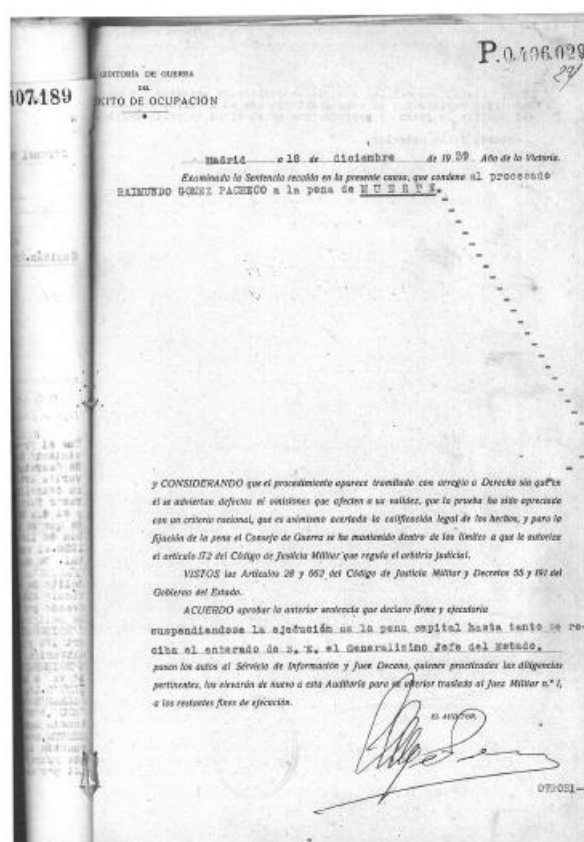 P.0.406.029
29
407.189
AUDITORÍA DE GUERRA
DEL
EJÉRCITO DE OCUPACIÓN
Madrid a 18 de diciembre de 1939 Año de la Victoria.
Examinado la Sentencia recaída en la presente causa, que condena al procesado
RAIMUNDO GOMEZ PACHECO a la pena de MUERTE.
y CONSIDERANDO que el procedimiento aparece tramitado con arreglo a Derecho sin que en
él se adviertan defectos ni omisiones que afecten a su validez, que la prueba ha sido apreciada
con un criterio racional, que es asimismo acertada la calificación legal de los hechos, y para la
fijación de la pena el Consejo de Guerra se ha mantenido dentro de los límites a que le autoriza
el artículo 172 del Código de Justicia Militar que regula el arbitrio judicial.
VISTOS los Artículos 28 y 662 del Código de Justicia Militar y Decretos 55 y 191 del
Gobierno del Estado.
ACUERDO aprobar la anterior sentencia que declaro firme y ejecutoria
suspendiendose la ejecución de la pena capital hasta tanto se re-
ciba el enterado de S. E. el Generalísimo Jefe del Estado.
pasen los autos al Servicio de Información y Juez Decano, quienes practicadas las diligencias
pertinentes, los elevarán de nuevo a esta Auditoría para su ulterior traslado al Juez Militar n.º 1,
a los restantes fines de ejecución.
EL AUDITOR,
OTROSI-